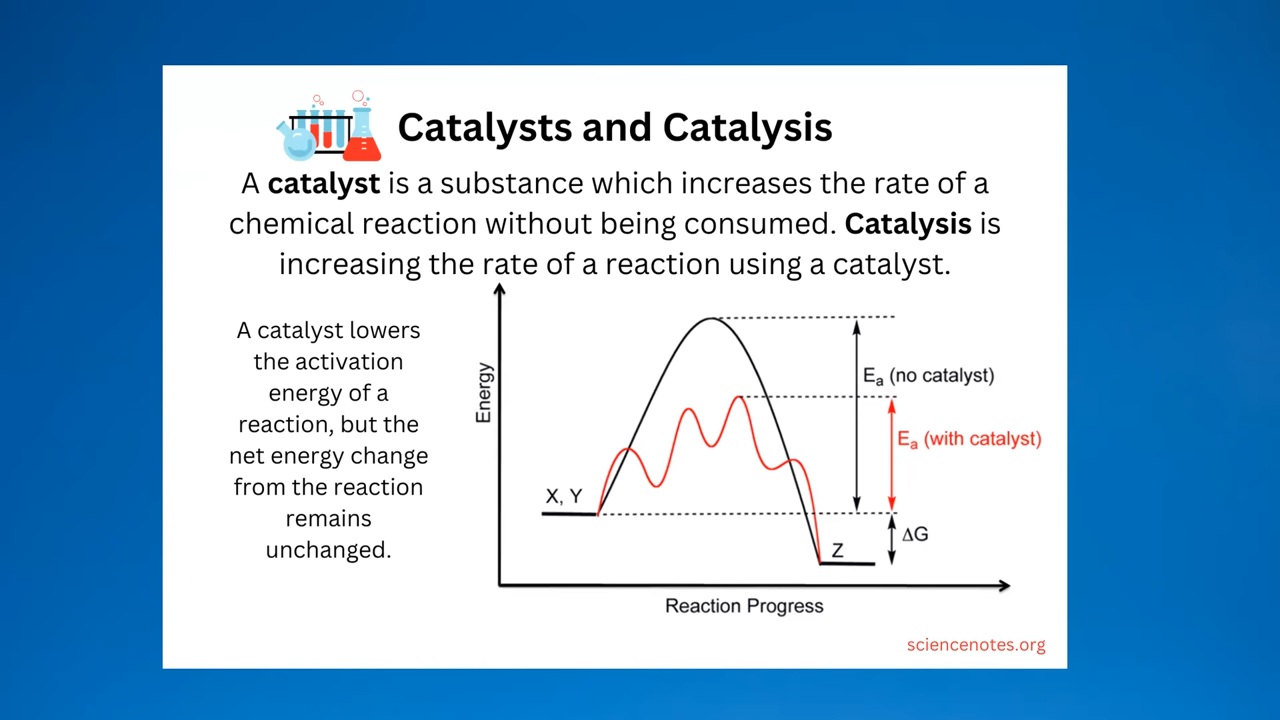 Catalysts and Catalysis
A catalyst is a substance which increases the rate of a
chemical reaction without being consumed. Catalysis is
increasing the rate of a reaction using a catalyst.
A catalyst lowers
the activation
energy of a
reaction, but the
net energy change
from the reaction
remains
unchanged.
Energy
Eₐ (no catalyst)
Eₐ (with catalyst)
X, Y
ΔG
Z
Reaction Progress
sciencenotes.org